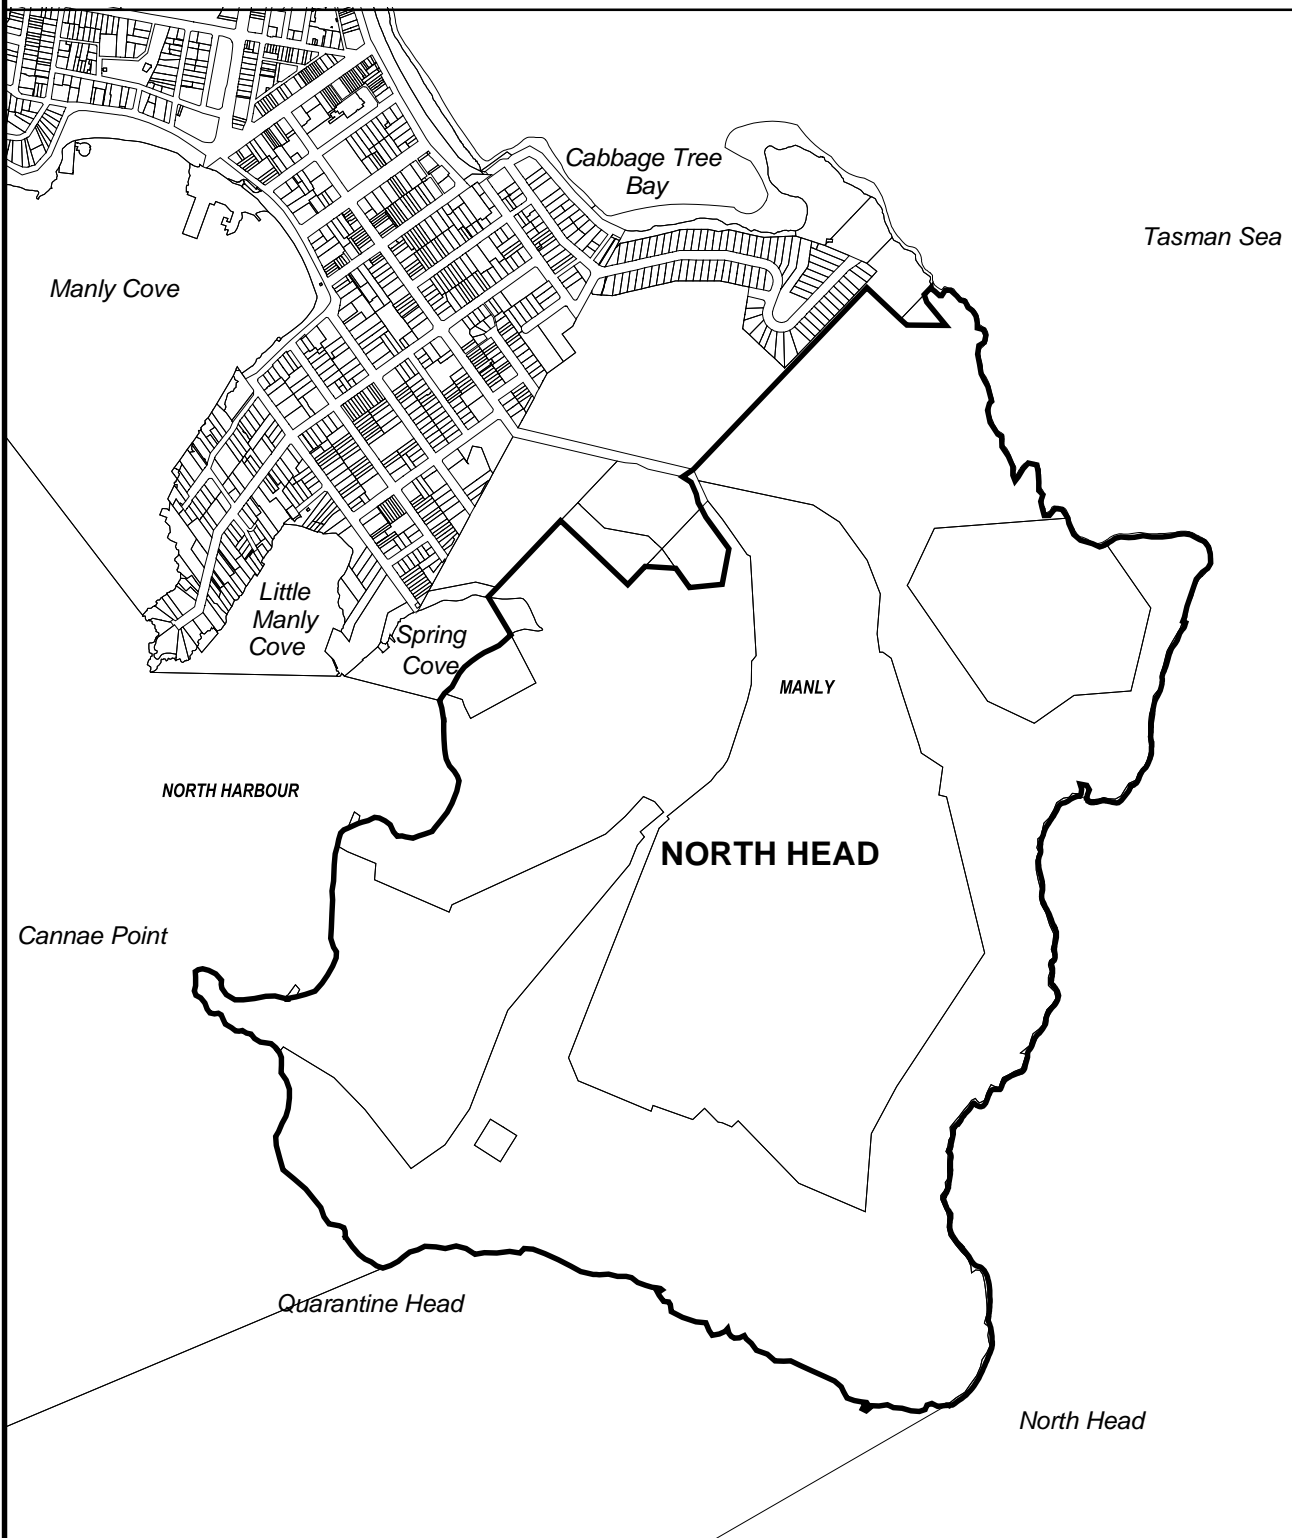 Cabbage Tree
Bay
Tasman Sea
Manly Cove
Little
Manly
Cove
Spring
Cove
MANLY
NORTH HARBOUR
NORTH HEAD
Cannae Point
Quarantine Head
North Head